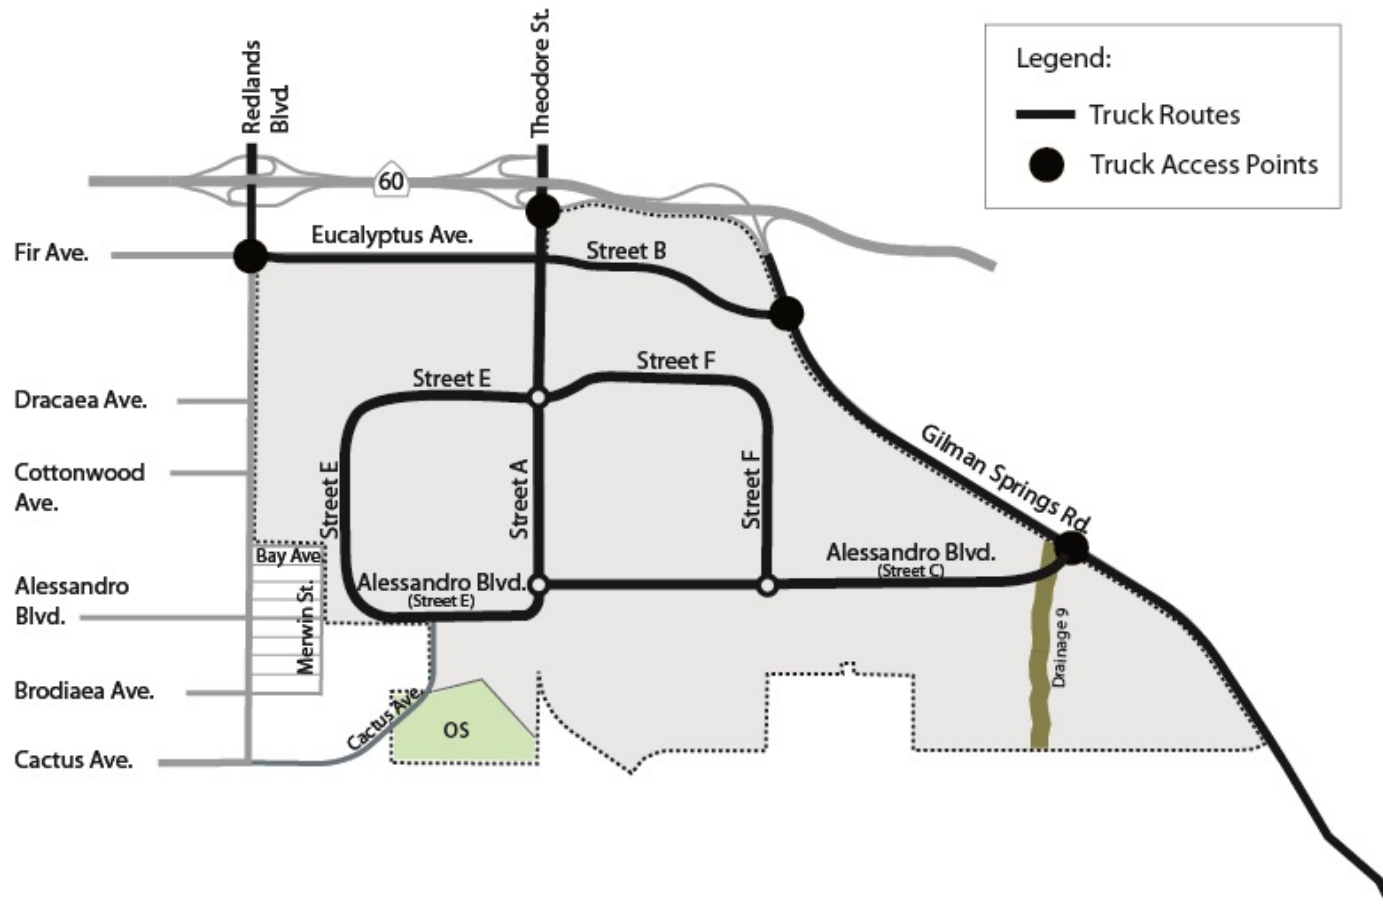 Redlands
Blvd.
Theodore St.
Legend:
Truck Routes
Truck Access Points
60
Fir Ave.
Eucalyptus Ave.
Street B
Street F
Street E
Dracaea Ave.
Gilman Springs Rd.
Cottonwood
Ave.
Street E
Street A
Street F
Bay Ave
Alessandro Blvd.
(Street C)
Alessandro
Blvd.
Alessandro Blvd.
(Street E)
Merwin St.
Drainage 9
Brodiaea Ave.
Cactus Ave.
OS
Cactus Ave.